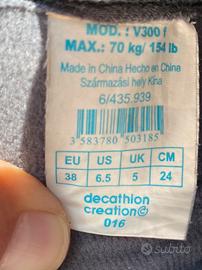 MOD. : V300 f
MAX.: 70 kg/ 154 lb
Made in China Hecho en China
Származási hely Kína
6/435.939
3 583780 503185
EU US UK CM
38 6.5 5 24
decathlon
creation©
016
subito